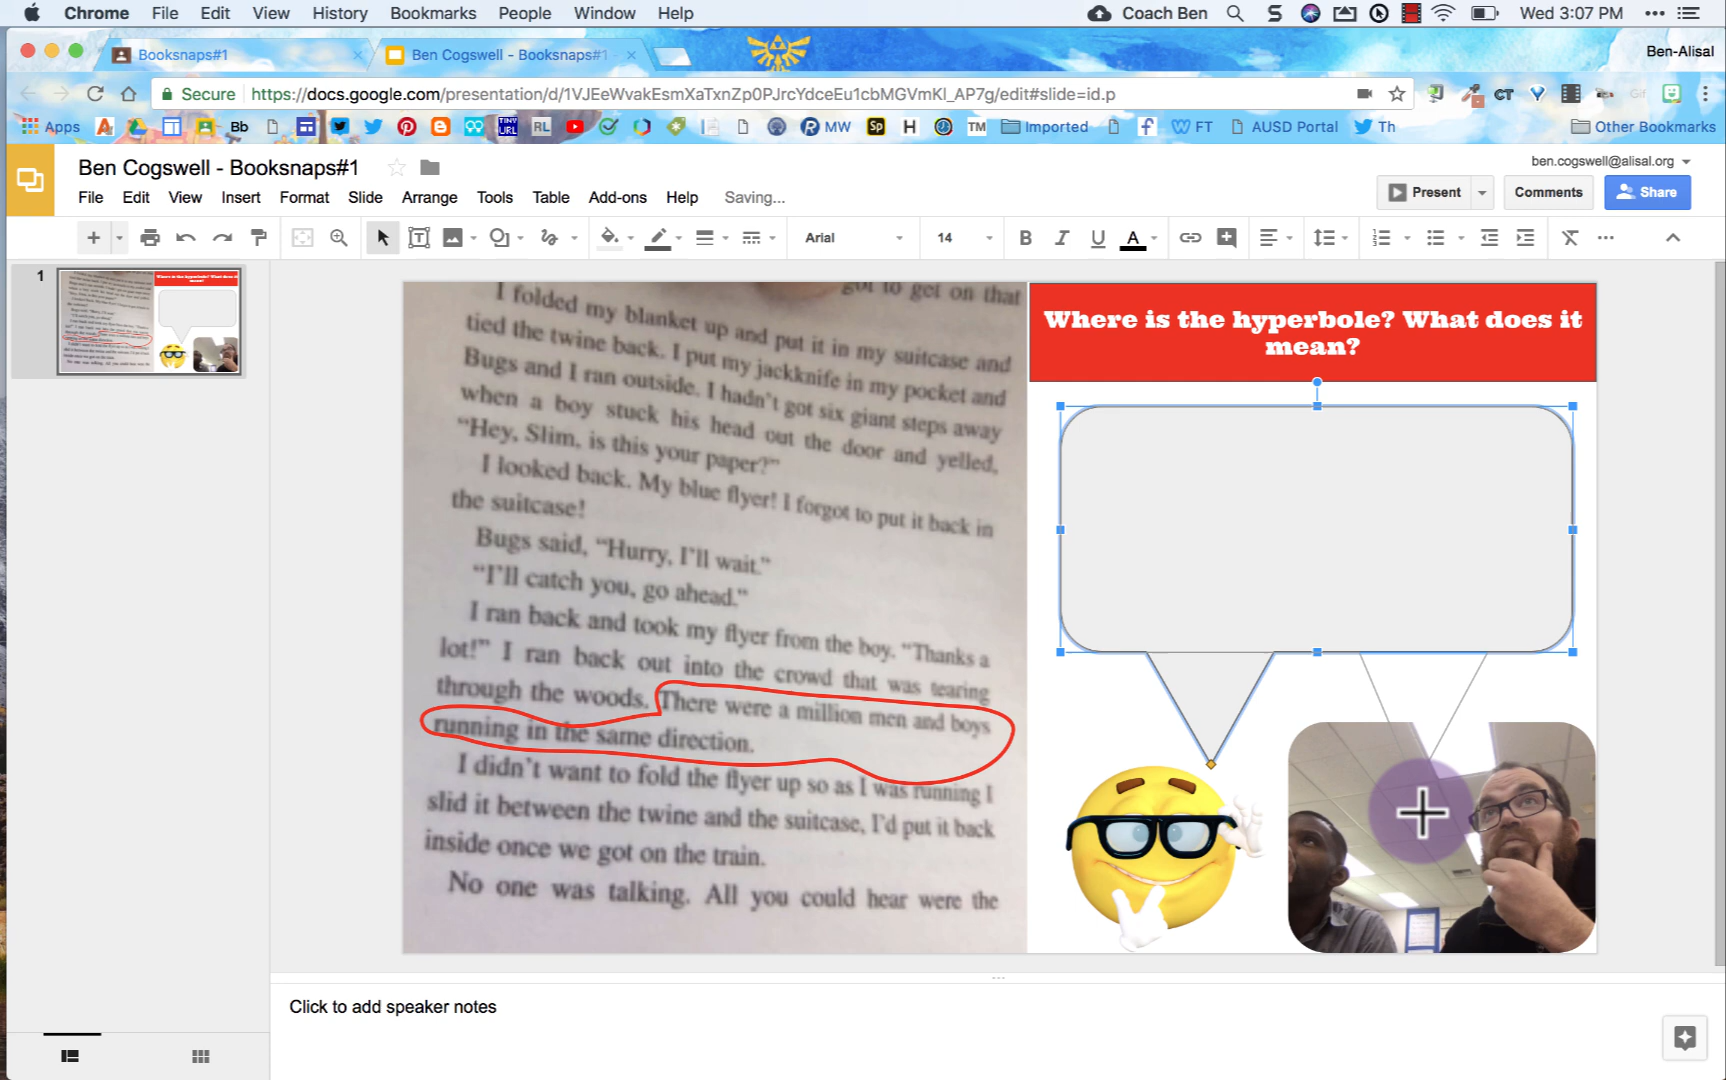 Chrome File Edit View History Bookmarks People Window Help Coach Ben Wed 3:07 PM
Booksnaps#1 Ben Cogswell - Booksnaps#1 Ben-Alisal
Secure https://docs.google.com/presentation/d/1VJEeWvakEsmXaTxnZp0PJrcYdceEu1cbMGVmKl_AP7g/edit#slide=id.p
Apps Bb TINY URL RL MW Sp H TM Imported FT AUSD Portal Th Other Bookmarks
Ben Cogswell - Booksnaps#1 ben.cogswell@alisal.org
File Edit View Insert Format Slide Arrange Tools Table Add-ons Help Saving... Present Comments Share
Arial 14 B I U A
1
got to get on that
I folded my blanket up and put it in my suitcase and
tied the twine back. I put my jackknife in my pocket and
Bugs and I ran outside. I hadn't got six giant steps away
when a boy stuck his head out the door and yelled,
"Hey, Slim, is this your paper?"
I looked back. My blue flyer! I forgot to put it back in
the suitcase!
Bugs said, "Hurry, I'll wait."
"I'll catch you, go ahead."
I ran back and took my flyer from the boy. "Thanks a
lot!" I ran back out into the crowd that was tearing
through the woods. There were a million men and boys
running in the same direction.
I didn't want to fold the flyer up so as I was running I
slid it between the twine and the suitcase, I'd put it back
inside once we got on the train.
No one was talking. All you could hear were the
Where is the hyperbole? What does it
mean?
Click to add speaker notes